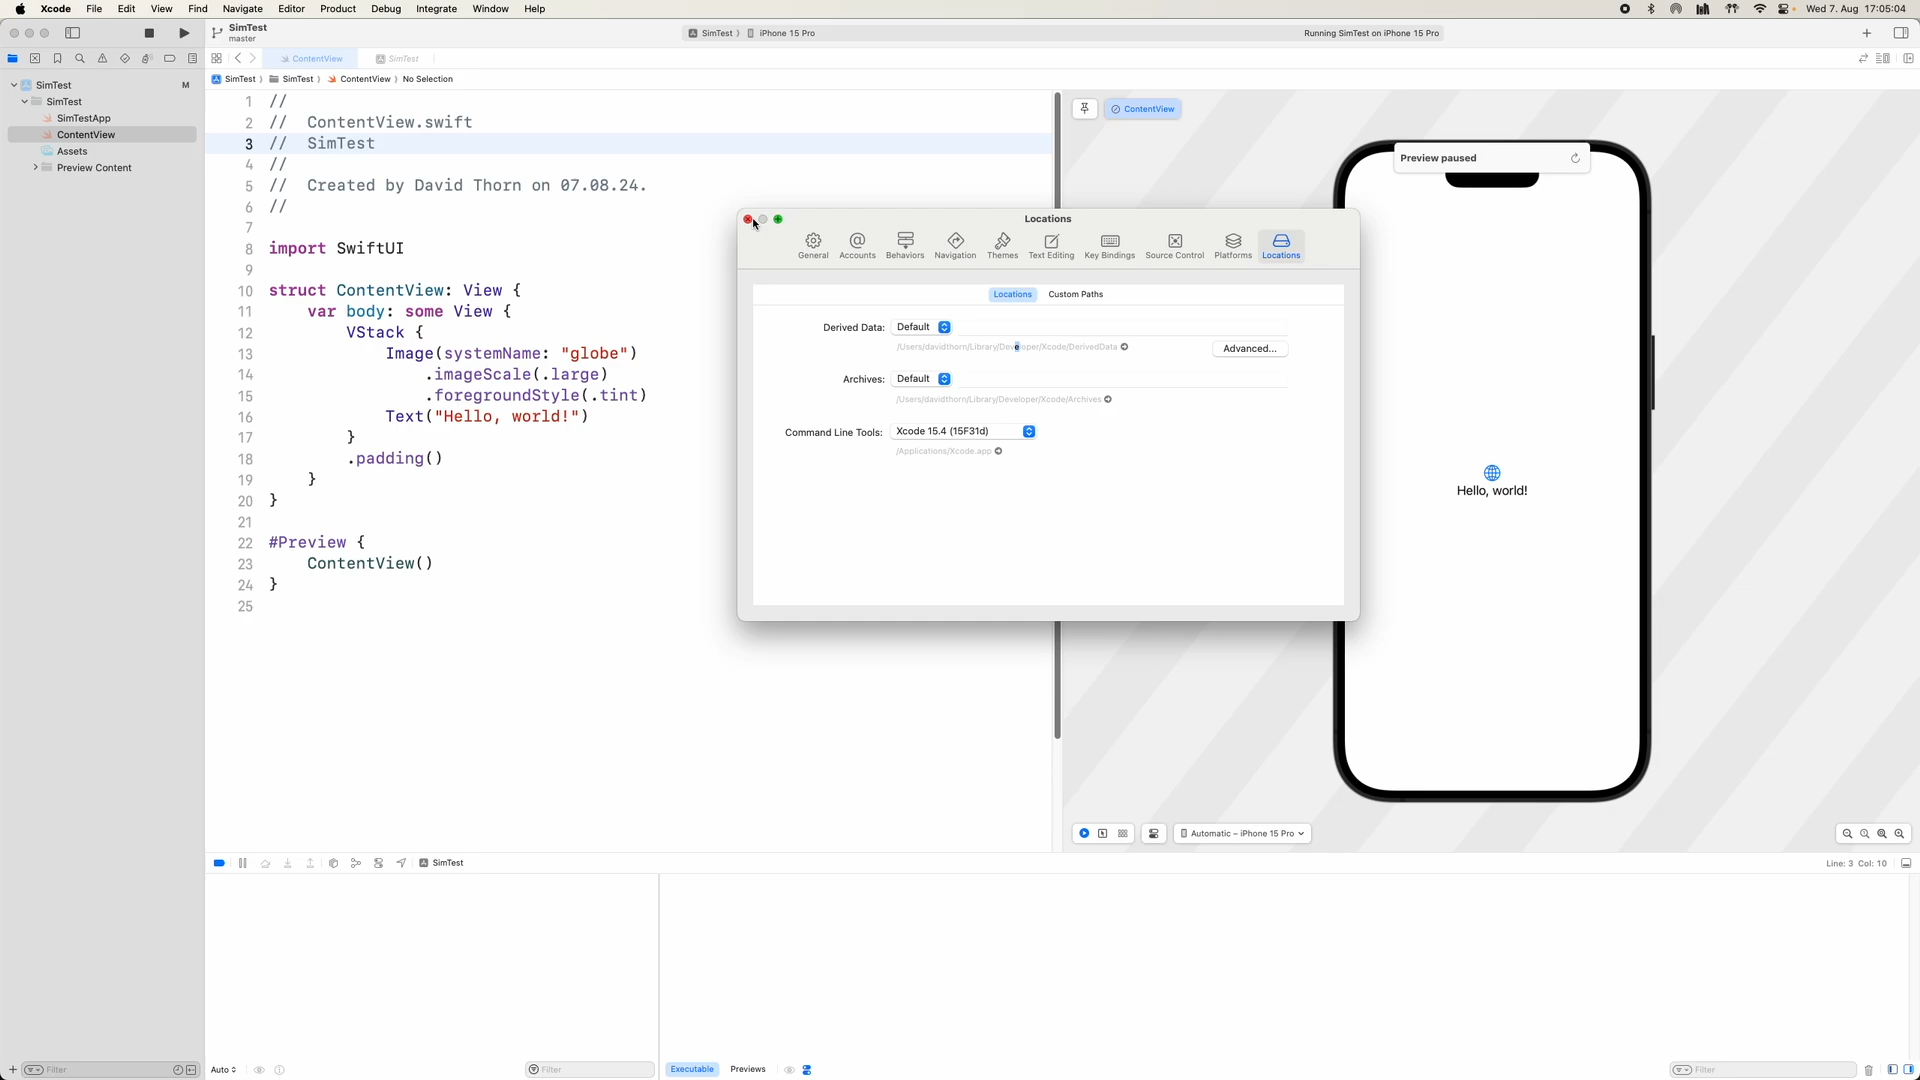 Xcode File Edit View Find Navigate Editor Product Debug Integrate Window Help Wed 7. Aug 17:05:04
SimTest
master
SimTest iPhone 15 Pro
Running SimTest on iPhone 15 Pro
ContentView
SimTest
SimTest SimTest ContentView No Selection
SimTest M
SimTest
SimTestApp
ContentView
Assets
Preview Content
1 //
2 // ContentView.swift
3 // SimTest
4 //
5 // Created by David Thorn on 07.08.24.
6 //
7
8 import SwiftUI
9
10 struct ContentView: View {
11 var body: some View {
12 VStack {
13 Image(systemName: "globe")
14 .imageScale(.large)
15 .foregroundStyle(.tint)
16 Text("Hello, world!")
17 }
18 .padding()
19 }
20 }
21
22 #Preview {
23 ContentView()
24 }
25
Locations
General Accounts Behaviors Navigation Themes Text Editing Key Bindings Source Control Platforms Locations
Locations Custom Paths
Derived Data: Default
/Users/davidthorn/Library/Developer/Xcode/DerivedData
Advanced...
Archives: Default
/Users/davidthorn/Library/Developer/Xcode/Archives
Command Line Tools: Xcode 15.4 (15F31d)
/Applications/Xcode.app
ContentView
Preview paused
Hello, world!
Automatic – iPhone 15 Pro
SimTest
Line: 3 Col: 10
Filter
Auto
Filter
Executable Previews
Filter